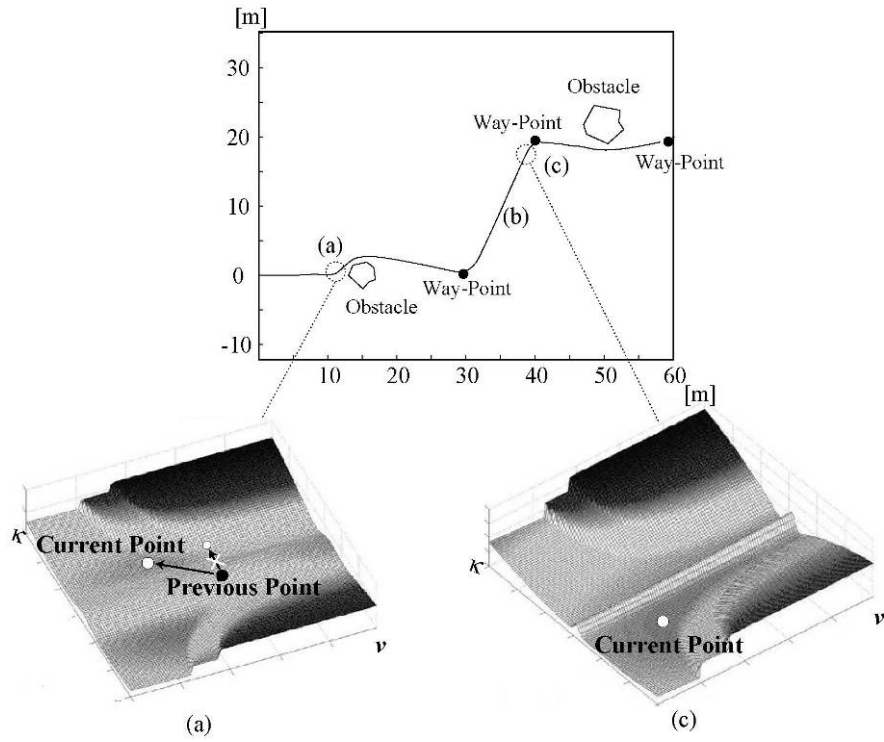 [m]
30
Obstacle
Way-Point
20
Way-Point
(c)
(b)
10
(a)
0
Way-Point
Obstacle
-10
10 20 30 40 50 60
[m]
κ
Current Point
Previous Point
ν
(a)
κ
Current Point
ν
(c)